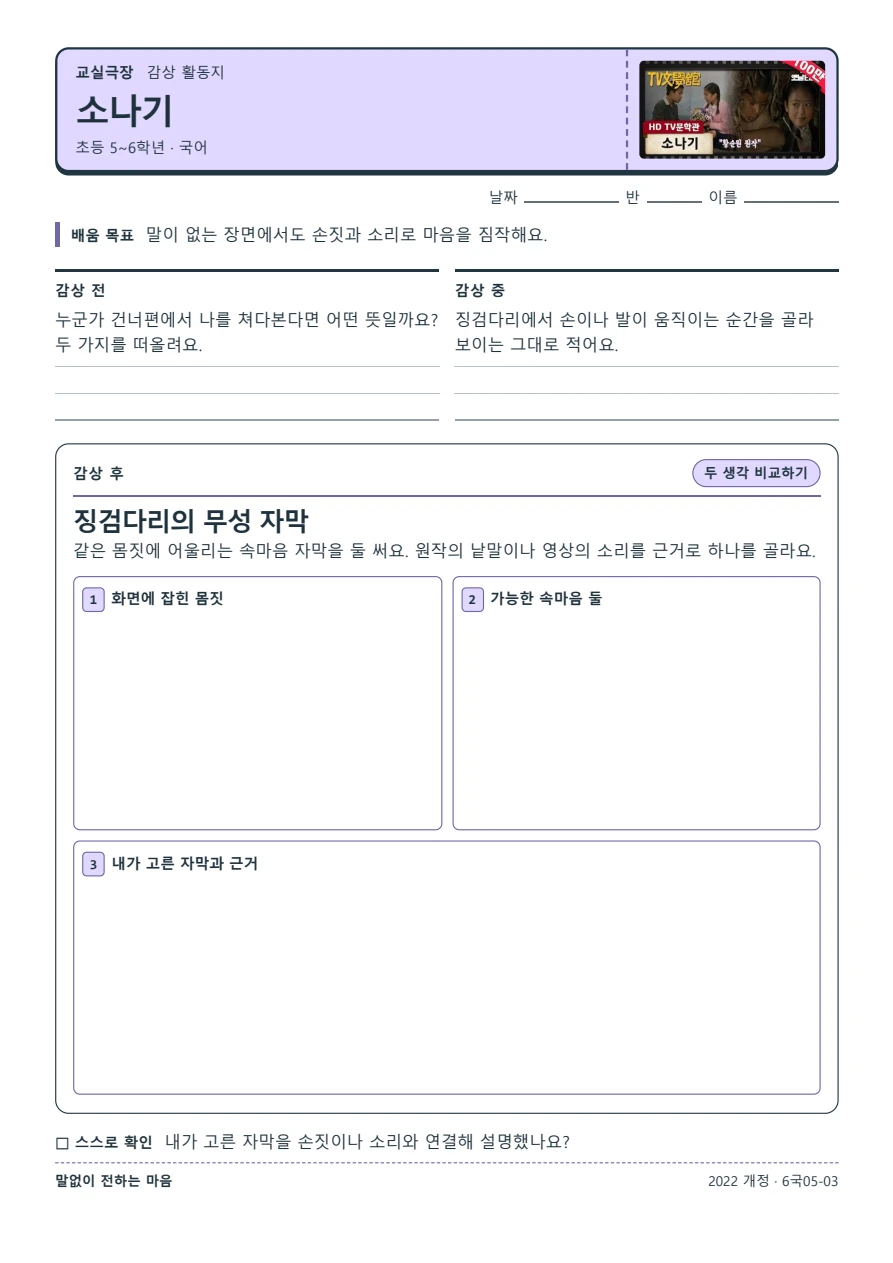 교실극장 감상 활동지
소나기
초등 5~6학년 · 국어
TV文學館
100만
HD TV문학관
소나기
"황순원 원작"
날짜 반 이름
배움 목표 말이 없는 장면에서도 손짓과 소리로 마음을 짐작해요.
감상 전
누군가 건너편에서 나를 쳐다본다면 어떤 뜻일까요?
두 가지를 떠올려요.
감상 중
징검다리에서 손이나 발이 움직이는 순간을 골라
보이는 그대로 적어요.
감상 후
두 생각 비교하기
징검다리의 무성 자막
같은 몸짓에 어울리는 속마음 자막을 둘 써요. 원작의 낱말이나 영상의 소리를 근거로 하나를 골라요.
1 화면에 잡힌 몸짓
2 가능한 속마음 둘
3 내가 고른 자막과 근거
□ 스스로 확인 내가 고른 자막을 손짓이나 소리와 연결해 설명했나요?
말없이 전하는 마음
2022 개정 · 6국05-03